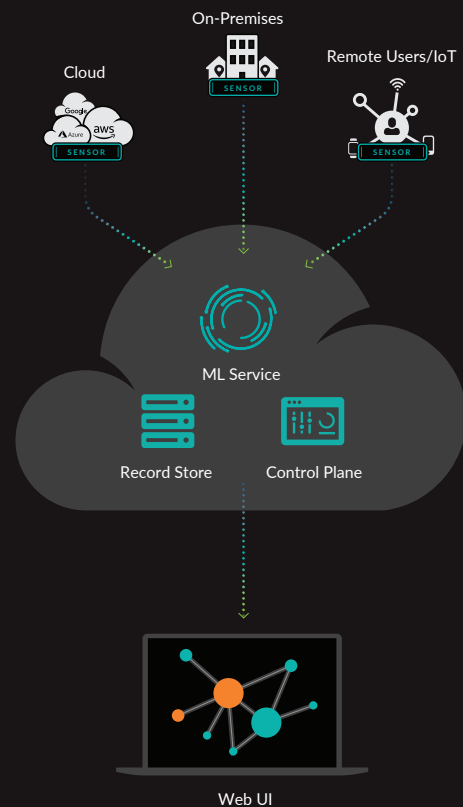 On-Premises
SENSOR
Cloud
Google
Azure
aws
SENSOR
Remote Users/IoT
SENSOR
ML Service
Record Store
Control Plane
Web UI